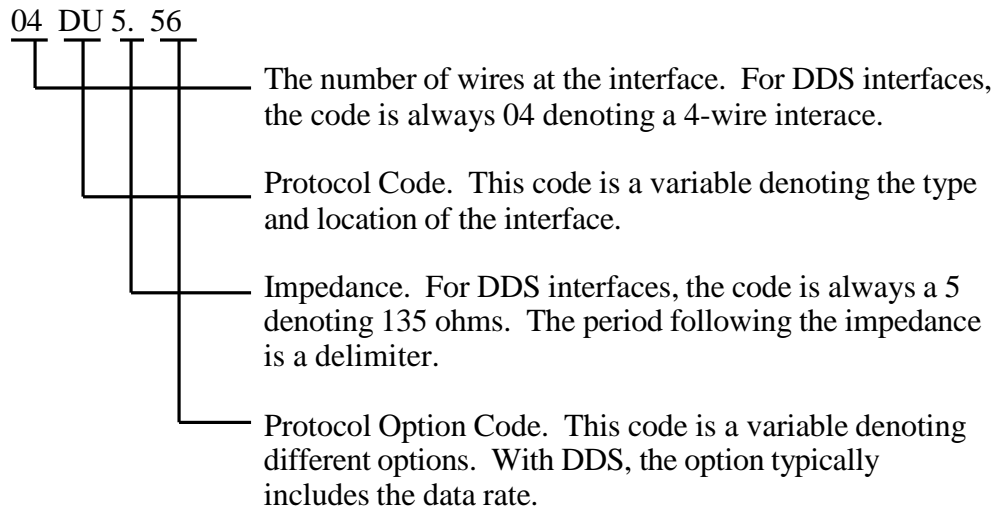 04 DU 5. 56
The number of wires at the interface. For DDS interfaces,
the code is always 04 denoting a 4-wire interace.
Protocol Code. This code is a variable denoting the type
and location of the interface.
Impedance. For DDS interfaces, the code is always a 5
denoting 135 ohms. The period following the impedance
is a delimiter.
Protocol Option Code. This code is a variable denoting
different options. With DDS, the option typically
includes the data rate.